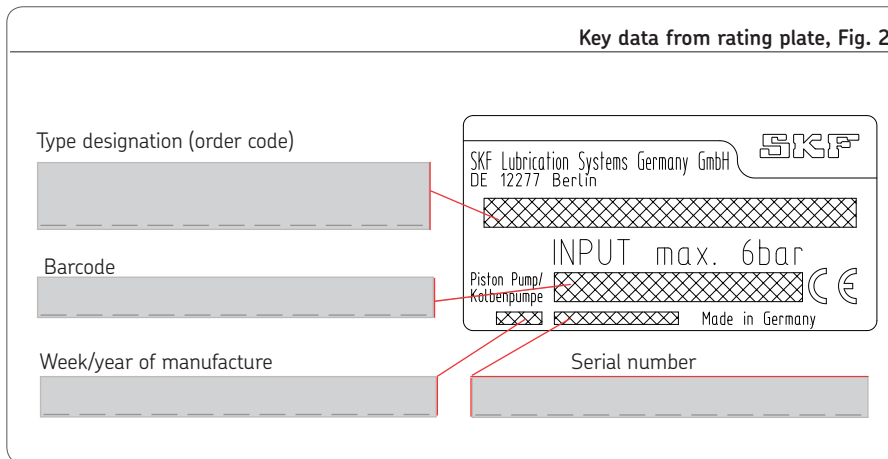 Key data from rating plate, Fig. 2
Type designation (order code)
SKF
SKF Lubrication Systems Germany GmbH
DE 12277 Berlin
INPUT max. 6bar
Barcode
Piston Pump/
Kolbenpumpe
CE
Made in Germany
Week/year of manufacture
Serial number